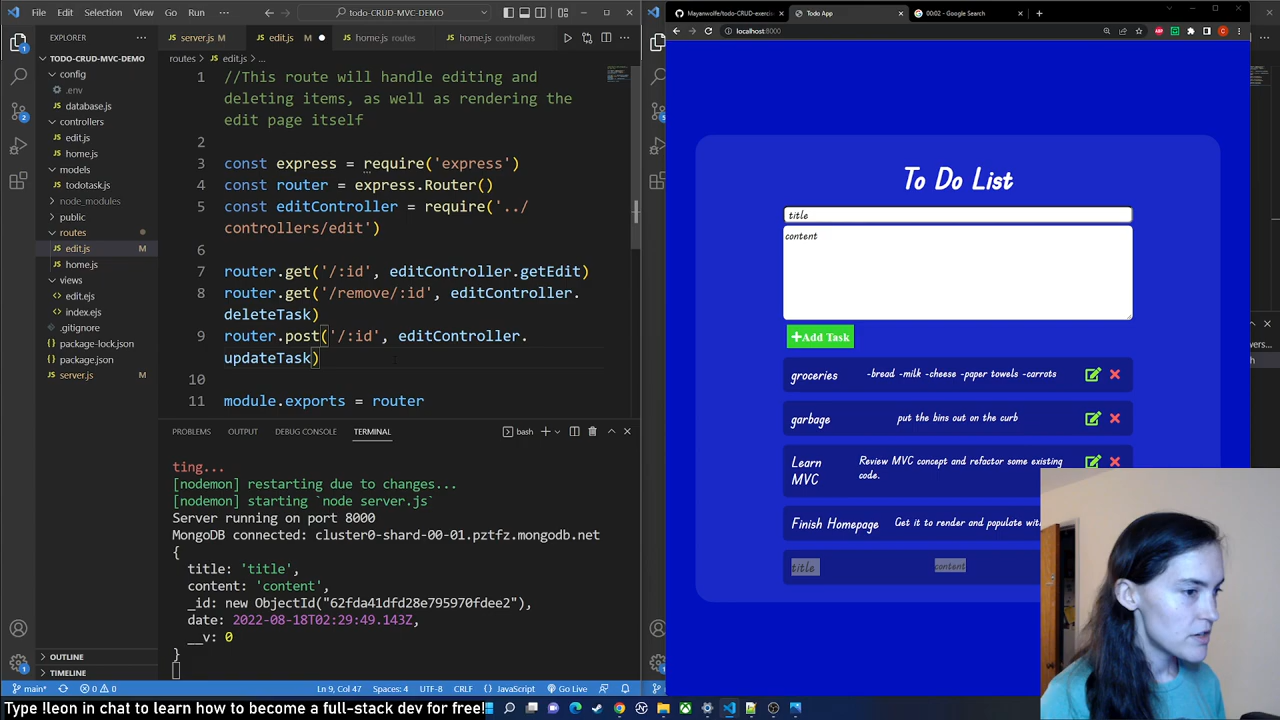 File Edit
todo-CRUD-MVC-DEMO
EXPLORER
server.js M
edit.js
home.js routes
home.js controllers
TODO-CRUD-MVC-DEMO
config
.env
database.js
controllers
edit.js
home.js
models
todotask.js
node_modules
public
routes
edit.js M
home.js
views
edit.ejs
index.ejs
.gitignore
package-lock.json
package.json
server.js M
OUTLINE
TIMELINE
routes > edit.js > ...
1 //This route will handle editing and
deleting items, as well as rendering the
edit page itself
2
3 const express = require('express')
4 const router = express.Router()
5 const editController = require('../
controllers/edit')
6
7 router.get('/:id', editController.getEdit)
8 router.get('/remove/:id', editController.
deleteTask)
9 router.post('/:id', editController.
updateTask)
10
11 module.exports = router
PROBLEMS OUTPUT DEBUG CONSOLE TERMINAL
bash
ting...
[nodemon] restarting due to changes...
[nodemon] starting `node server.js`
Server running on port 8000
MongoDB connected: cluster0-shard-00-01.pztfz.mongodb.net
{
title: 'title',
content: 'content',
_id: new ObjectId("62fda41dfd28e795970fdee2"),
date: 2022-08-18T02:29:49.143Z,
__v: 0
}
main* 0 0 Ln 9, Col 47 Spaces: 4 UTF-8 CRLF JavaScript Go Live
Type !leon in chat to learn how to become a full-stack dev for free!
Mayanwolfe/todo-CRUD-exercis
Todo App
00:02 - Google Search
localhost:8000
To Do List
title
content
Add Task
groceries -bread -milk -cheese -paper towels -carrots
garbage put the bins out on the curb
Learn MVC Review MVC concept and refactor some existing
code.
Finish Homepage Get it to render and populate wit
title content